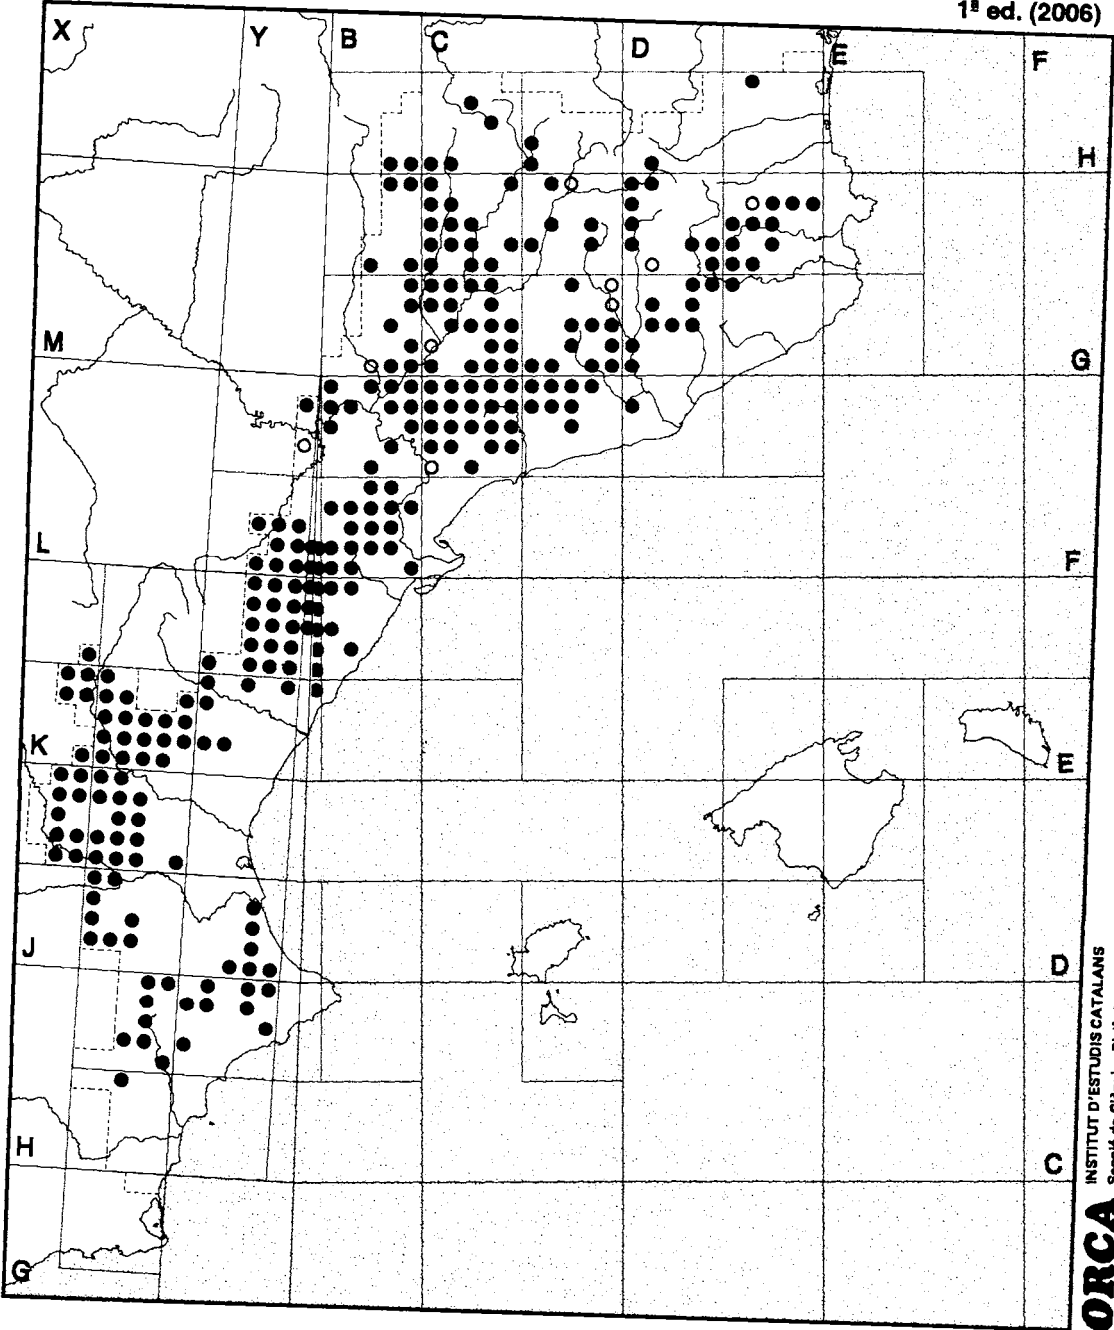 1ª ed. (2006)
X Y B C D E F
H
M G
L F
K E
J D
H C
G
ORCA INSTITUT D'ESTUDIS CATALANS